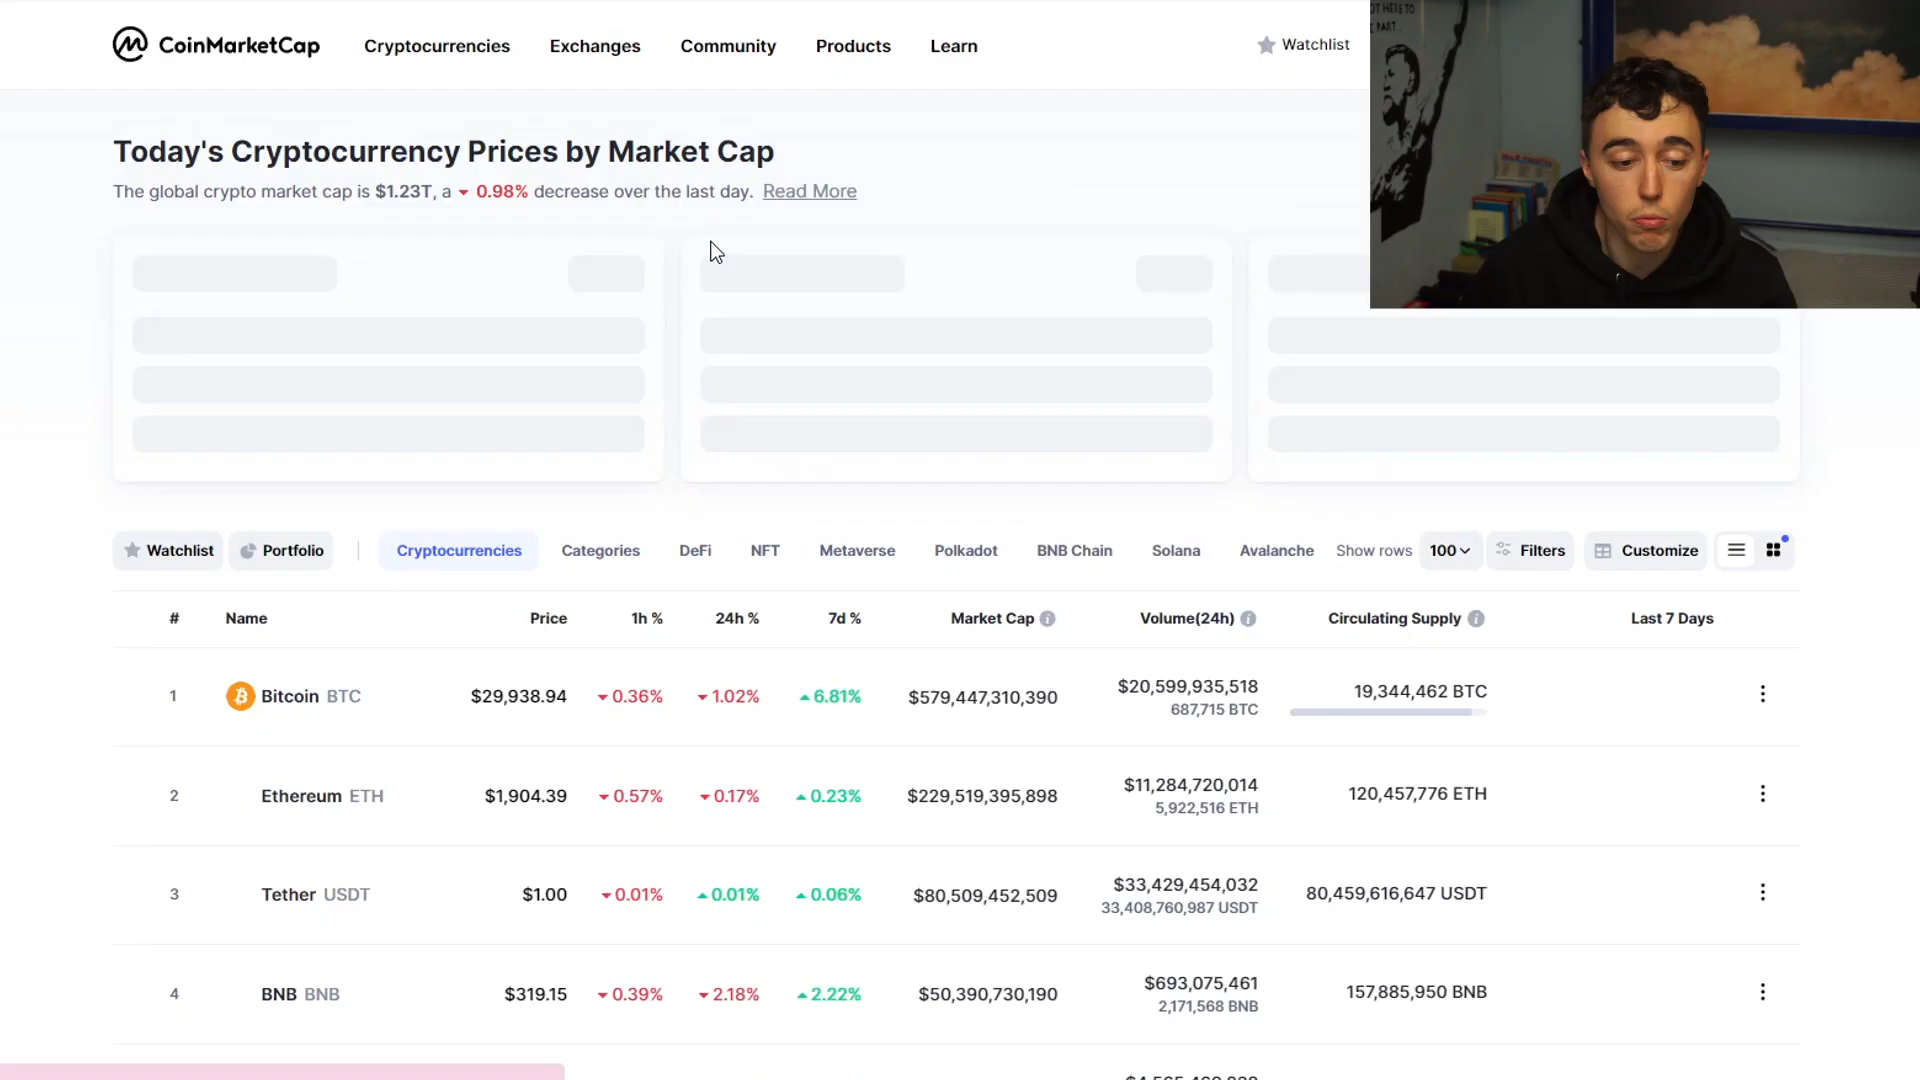 CoinMarketCap Cryptocurrencies Exchanges Community Products Learn Watchlist
OT HERE TO
PART...
Today's Cryptocurrency Prices by Market Cap
The global crypto market cap is $1.23T, a 0.98% decrease over the last day. Read More
Watchlist Portfolio Cryptocurrencies Categories DeFi NFT Metaverse Polkadot BNB Chain Solana Avalanche Show rows 100 Filters Customize
# Name Price 1h % 24h % 7d % Market Cap Volume(24h) Circulating Supply Last 7 Days
1 Bitcoin BTC $29,938.94 0.36% 1.02% 6.81% $579,447,310,390 $20,599,935,518 19,344,462 BTC
687,715 BTC
2 Ethereum ETH $1,904.39 0.57% 0.17% 0.23% $229,519,395,898 $11,284,720,014 120,457,776 ETH
5,922,516 ETH
3 Tether USDT $1.00 0.01% 0.01% 0.06% $80,509,452,509 $33,429,454,032 80,459,616,647 USDT
33,408,760,987 USDT
4 BNB BNB $319.15 0.39% 2.18% 2.22% $50,390,730,190 $693,075,461 157,885,950 BNB
2,171,568 BNB